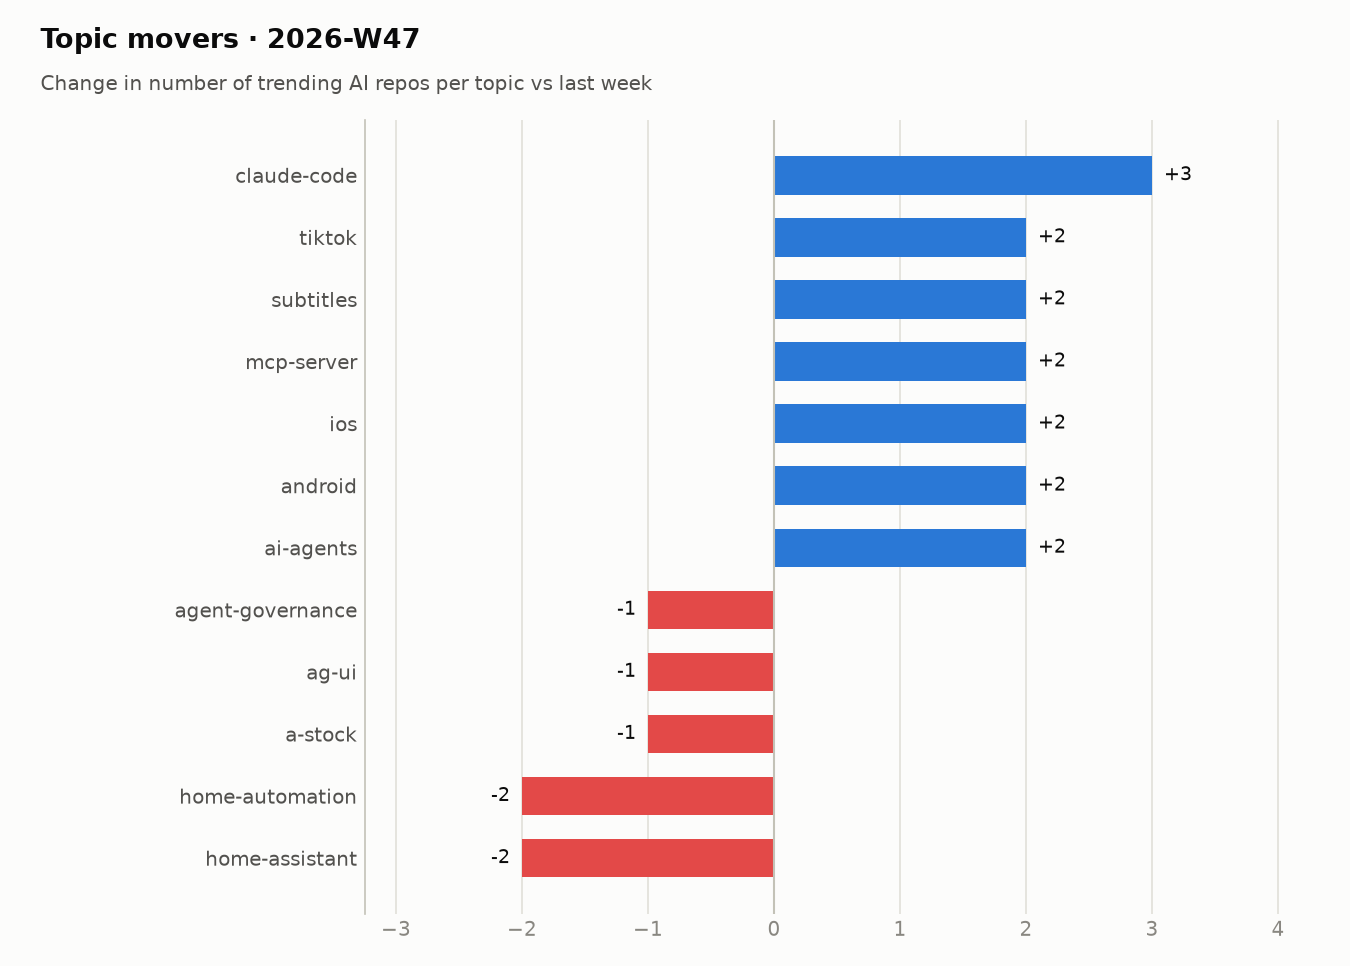 Topic movers · 2026-W47
Change in number of trending AI repos per topic vs last week
claude-code +3
tiktok +2
subtitles +2
mcp-server +2
ios +2
android +2
ai-agents +2
agent-governance -1
ag-ui -1
a-stock -1
home-automation -2
home-assistant -2
−3 −2 −1 0 1 2 3 4